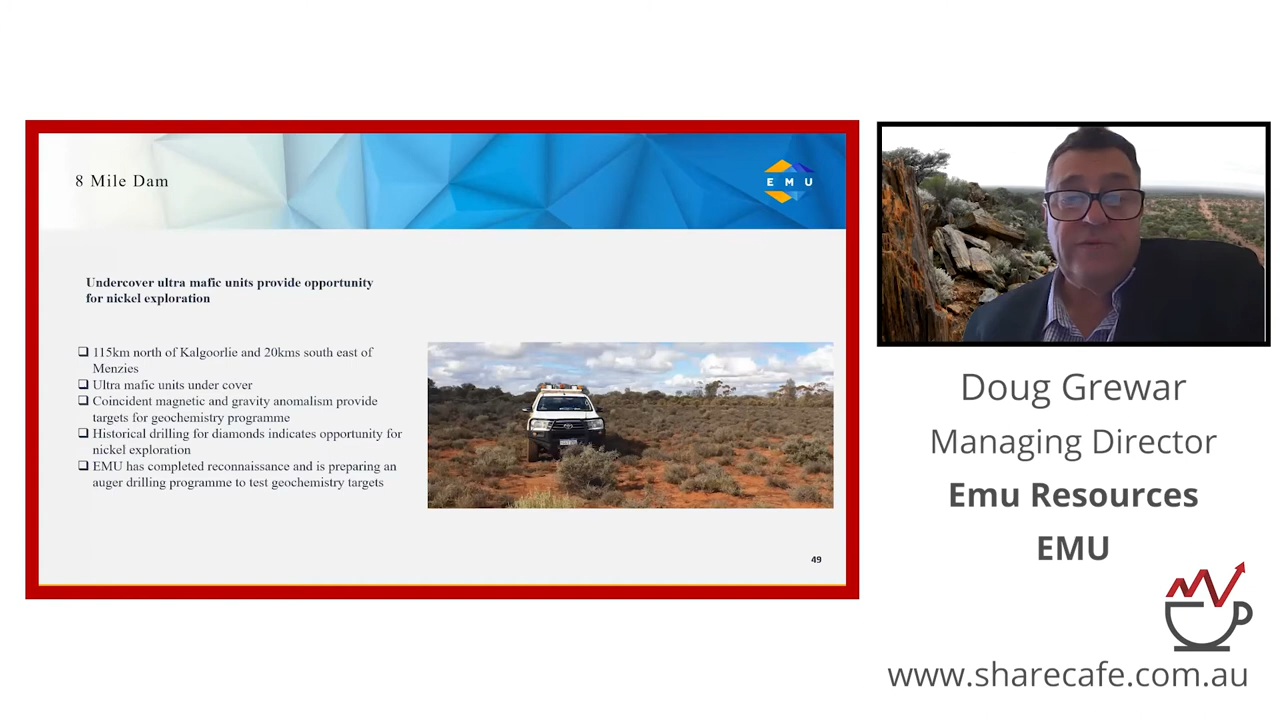 8 Mile Dam
E M U
Undercover ultra mafic units provide opportunity
for nickel exploration
115km north of Kalgoorlie and 20kms south east of
Menzies
Ultra mafic units under cover
Coincident magnetic and gravity anomalism provide
targets for geochemistry programme
Historical drilling for diamonds indicates opportunity for
nickel exploration
EMU has completed reconnaissance and is preparing an
auger drilling programme to test geochemistry targets
49
Doug Grewar
Managing Director
Emu Resources
EMU
www.sharecafe.com.au